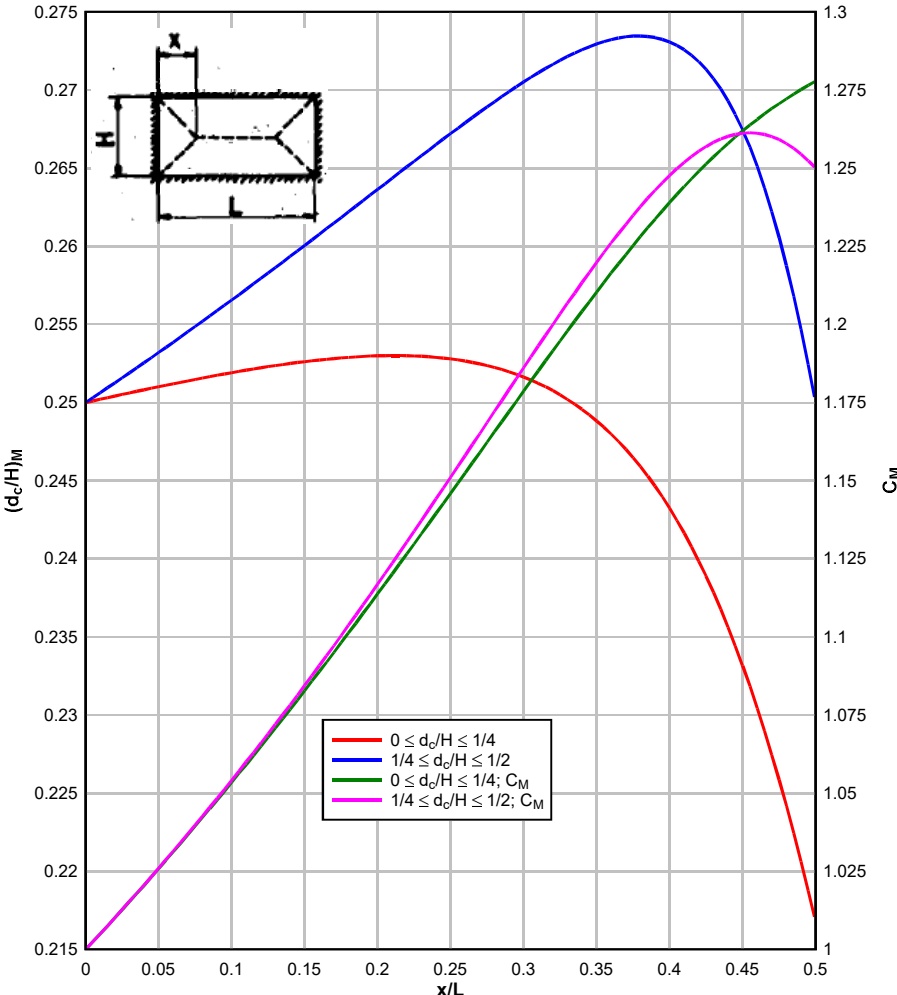 0.275
0.27
0.265
0.26
0.255
0.25
0.245
0.24
0.235
0.23
0.225
0.22
0.215
(dc/H)M
1.3
1.275
1.25
1.225
1.2
1.175
1.15
1.125
1.1
1.075
1.05
1.025
1
CM
X
H
L
0 ≤ dc/H ≤ 1/4
1/4 ≤ dc/H ≤ 1/2
0 ≤ dc/H ≤ 1/4; CM
1/4 ≤ dc/H ≤ 1/2; CM
0 0.05 0.1 0.15 0.2 0.25 0.3 0.35 0.4 0.45 0.5
x/L